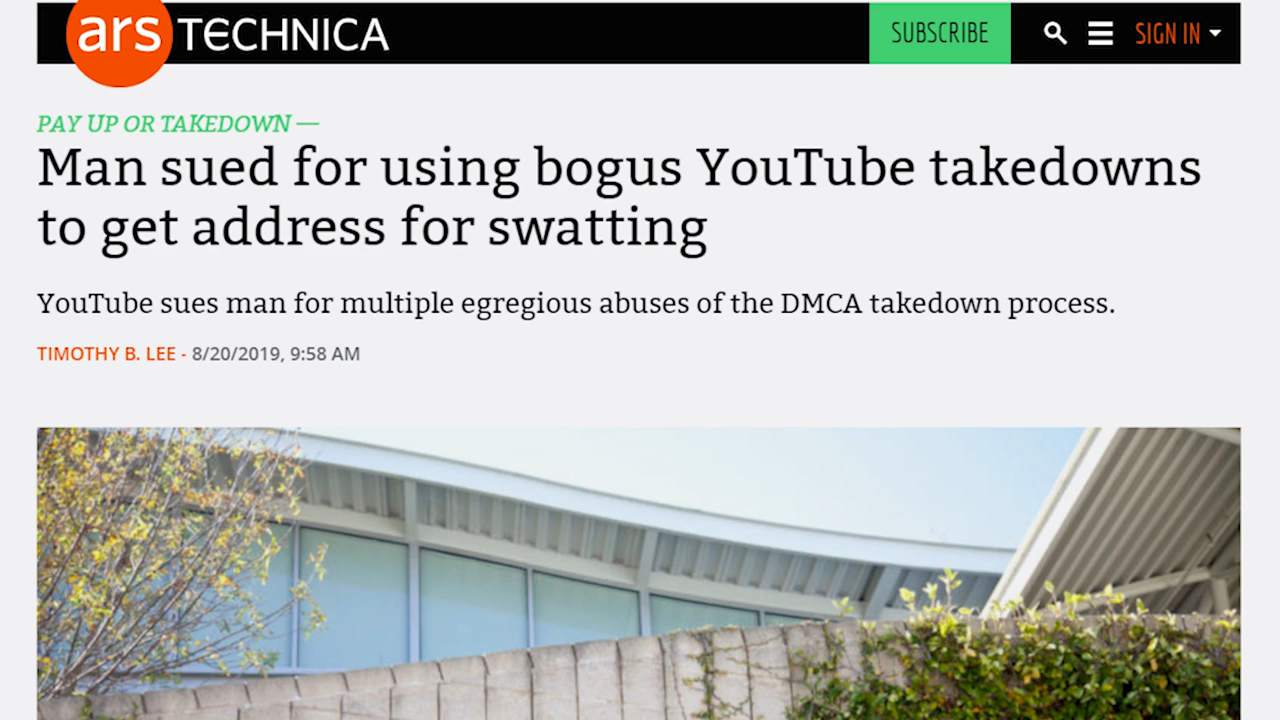 ars TECHNICA
SUBSCRIBE
SIGN IN
PAY UP OR TAKEDOWN —
Man sued for using bogus YouTube takedowns
to get address for swatting
YouTube sues man for multiple egregious abuses of the DMCA takedown process.
TIMOTHY B. LEE - 8/20/2019, 9:58 AM